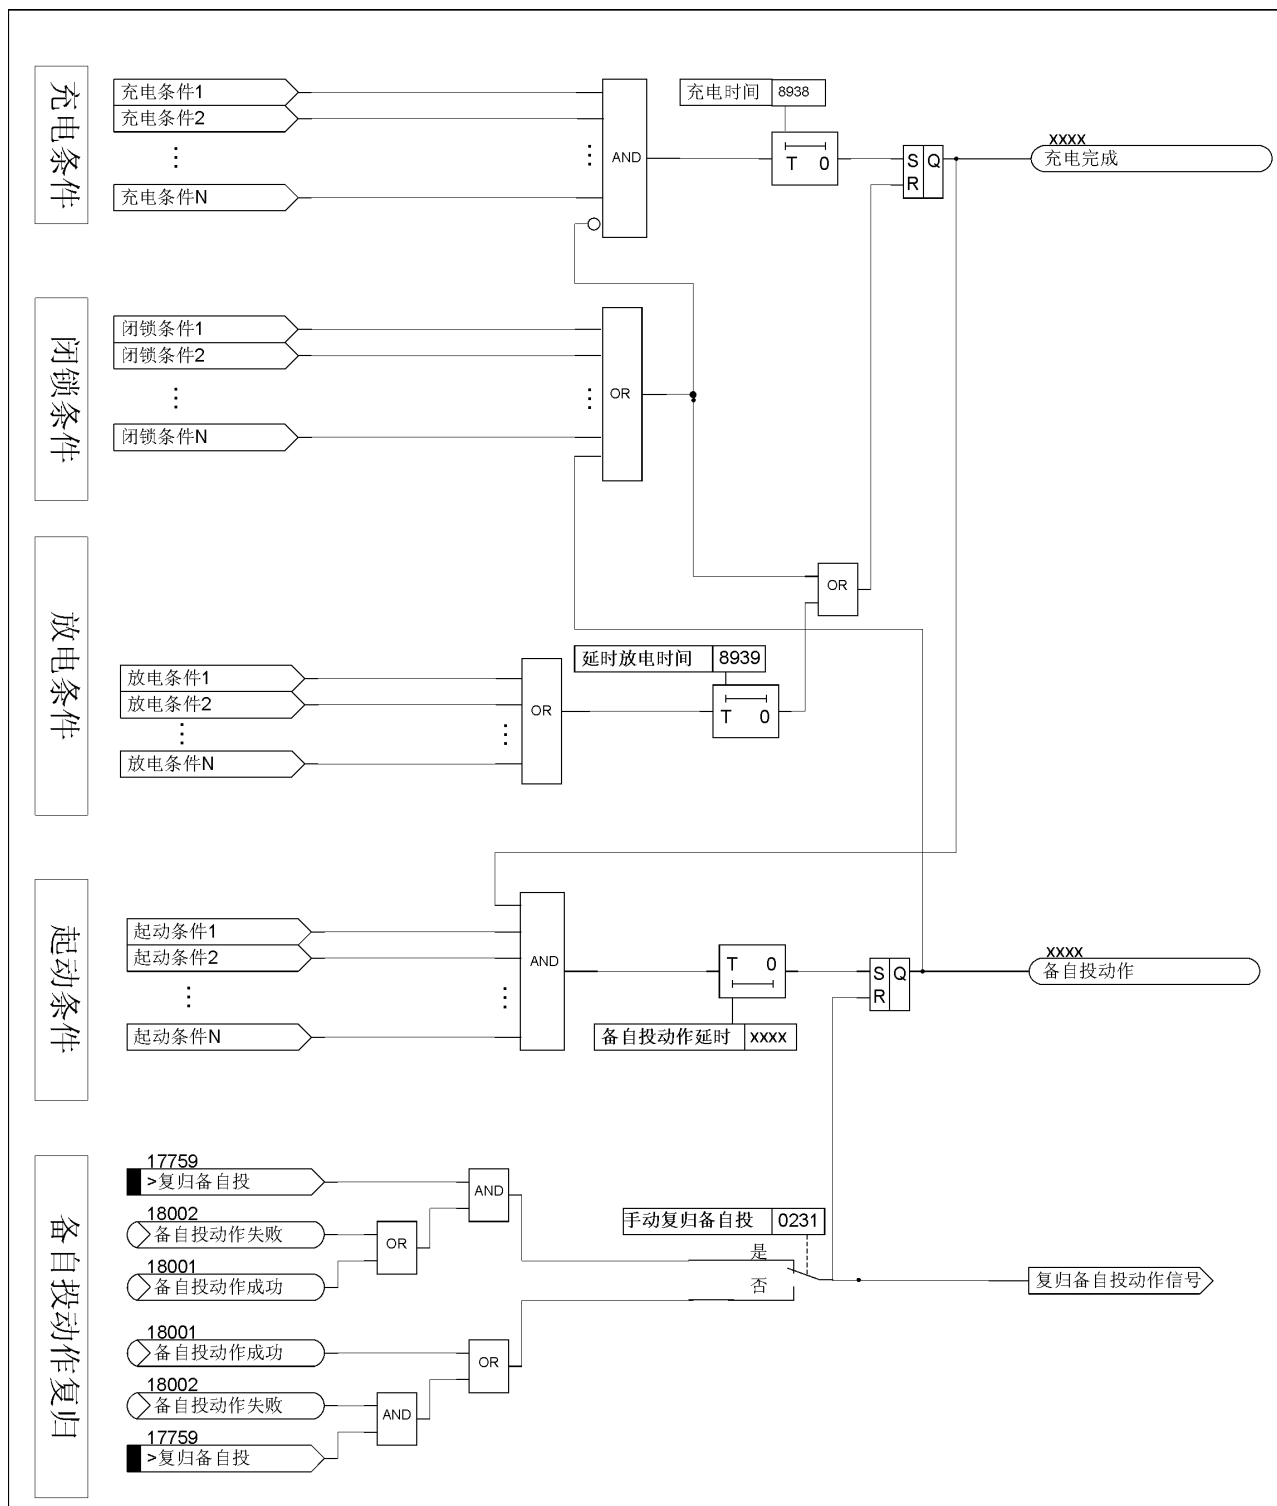 充电条件
充电条件1
充电条件2
⋮
充电条件N
⋮
AND
充电时间 8938
T 0
S Q
R
xxxx
充电完成
闭锁条件
闭锁条件1
闭锁条件2
⋮
闭锁条件N
⋮
OR
OR
放电条件
放电条件1
放电条件2
⋮
放电条件N
⋮
OR
延时放电时间 8939
T 0
起动条件
起动条件1
起动条件2
⋮
起动条件N
⋮
AND
T 0
备自投动作延时 xxxx
S Q
R
xxxx
备自投动作
备自投动作复归
17759
>复归备自投
18002
备自投动作失败
18001
备自投动作成功
OR
AND
18001
备自投动作成功
18002
备自投动作失败
17759
>复归备自投
AND
OR
手动复归备自投 0231
是
否
复归备自投动作信号